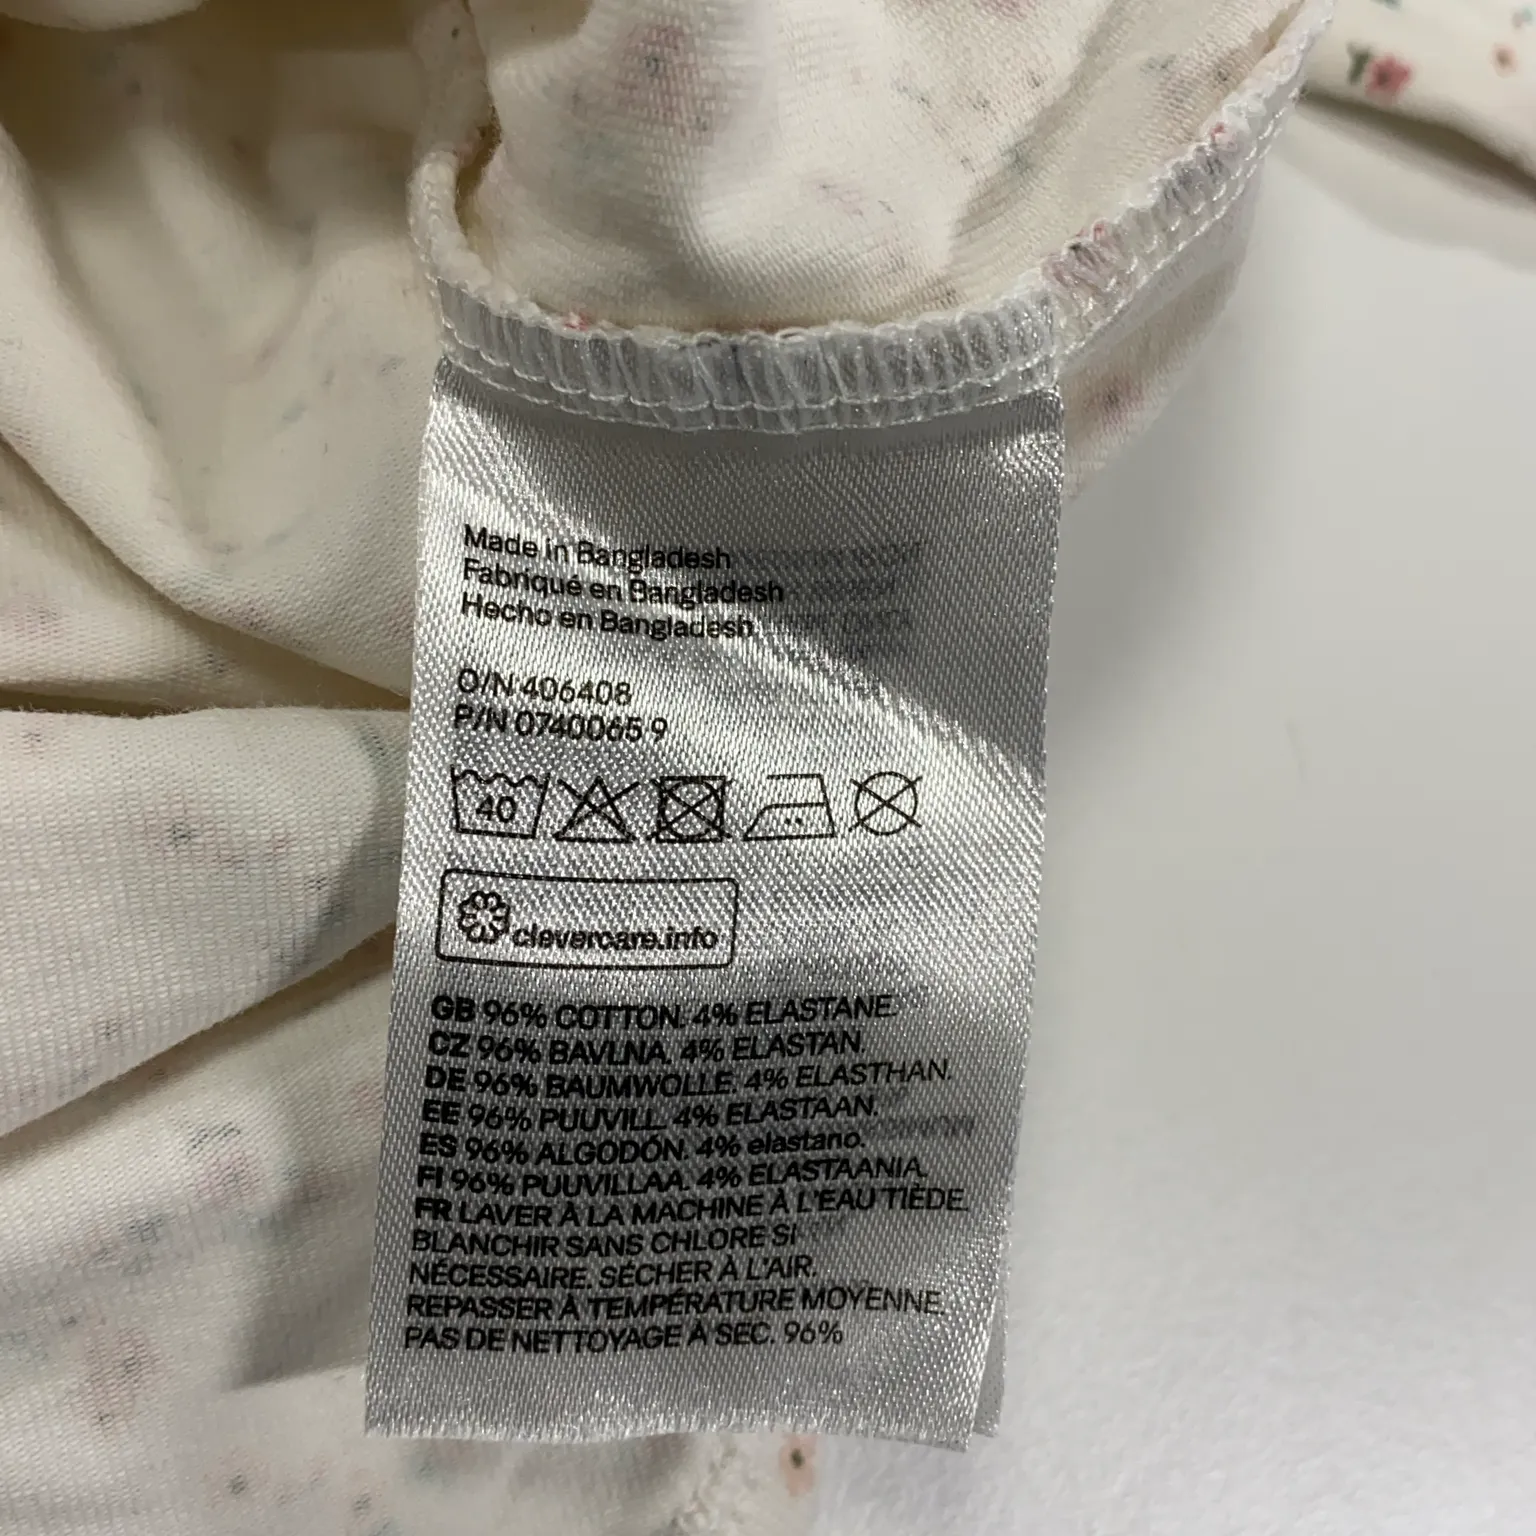 Made in Bangladesh
Fabriqué en Bangladesh
Hecho en Bangladesh
O/N 406408
P/N 0740065 9
40
clevercare.info
GB 96% COTTON. 4% ELASTANE.
CZ 96% BAVLNA. 4% ELASTAN.
DE 96% BAUMWOLLE. 4% ELASTHAN.
EE 96% PUUVILL. 4% ELASTAAN.
ES 96% ALGODÓN. 4% elastano.
FI 96% PUUVILLAA. 4% ELASTAANIA.
FR LAVER À LA MACHINE À L'EAU TIÈDE.
BLANCHIR SANS CHLORE SI
NÉCESSAIRE. SÉCHER À L'AIR.
REPASSER À TEMPÉRATURE MOYENNE.
PAS DE NETTOYAGE À SEC. 96%